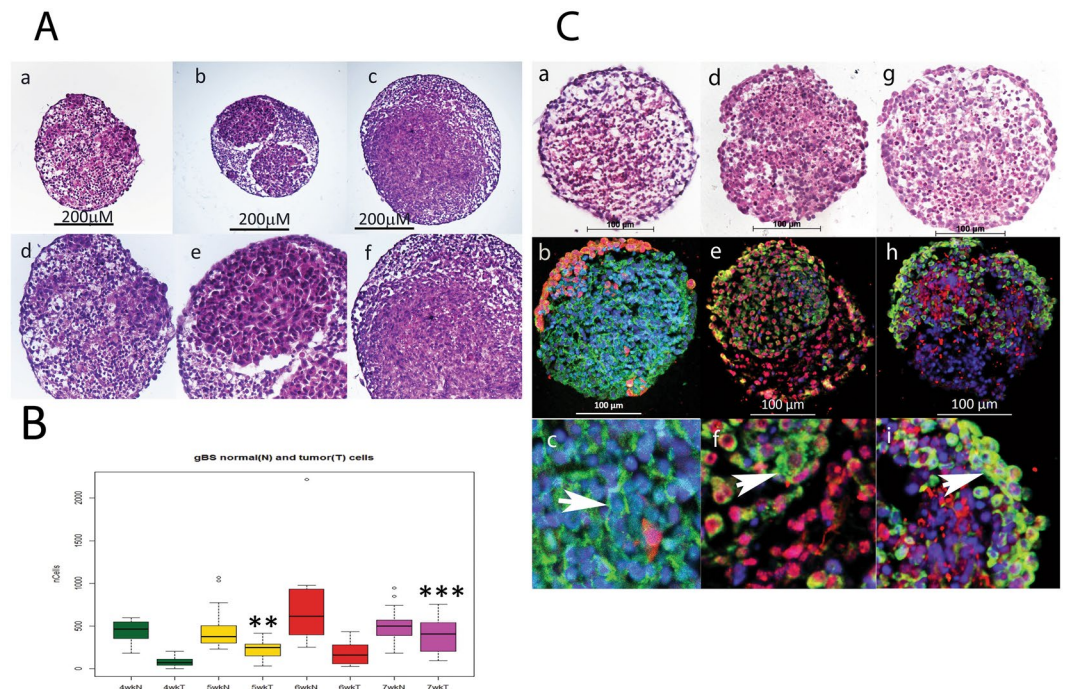 A
C
a
b
c
200µM
200µM
200µM
d
e
f
a
d
g
100 µm
100 µm
100 µm
b
e
h
100 µm
100 µm
100 µm
c
f
i
B
gBS normal(N) and tumor(T) cells
nCells
2000
1500
1000
500
0
**
***
4wkN 4wkT 5wkN 5wkT 6wkN 6wkT 7wkN 7wkT